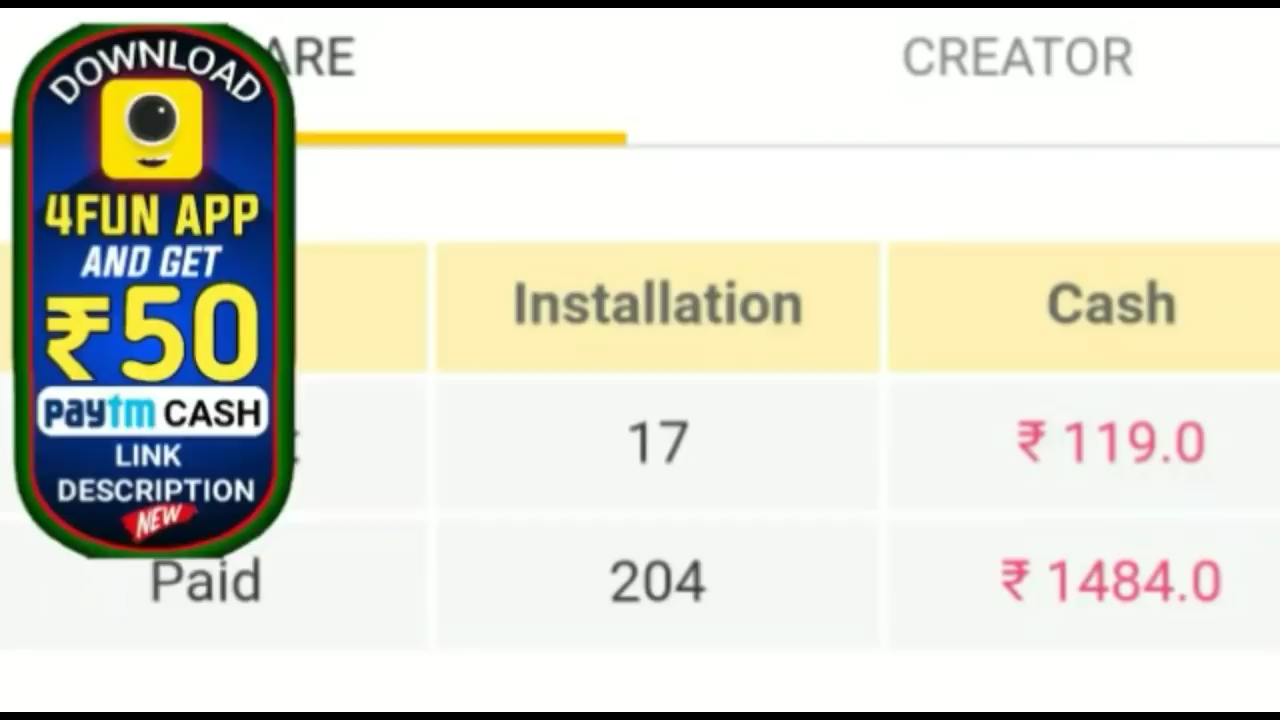 CREATOR
DOWNLOAD
4FUN APP
AND GET
₹50
paytm CASH
LINK
DESCRIPTION
NEW
Installation
Cash
17
₹ 119.0
Paid
204
₹ 1484.0